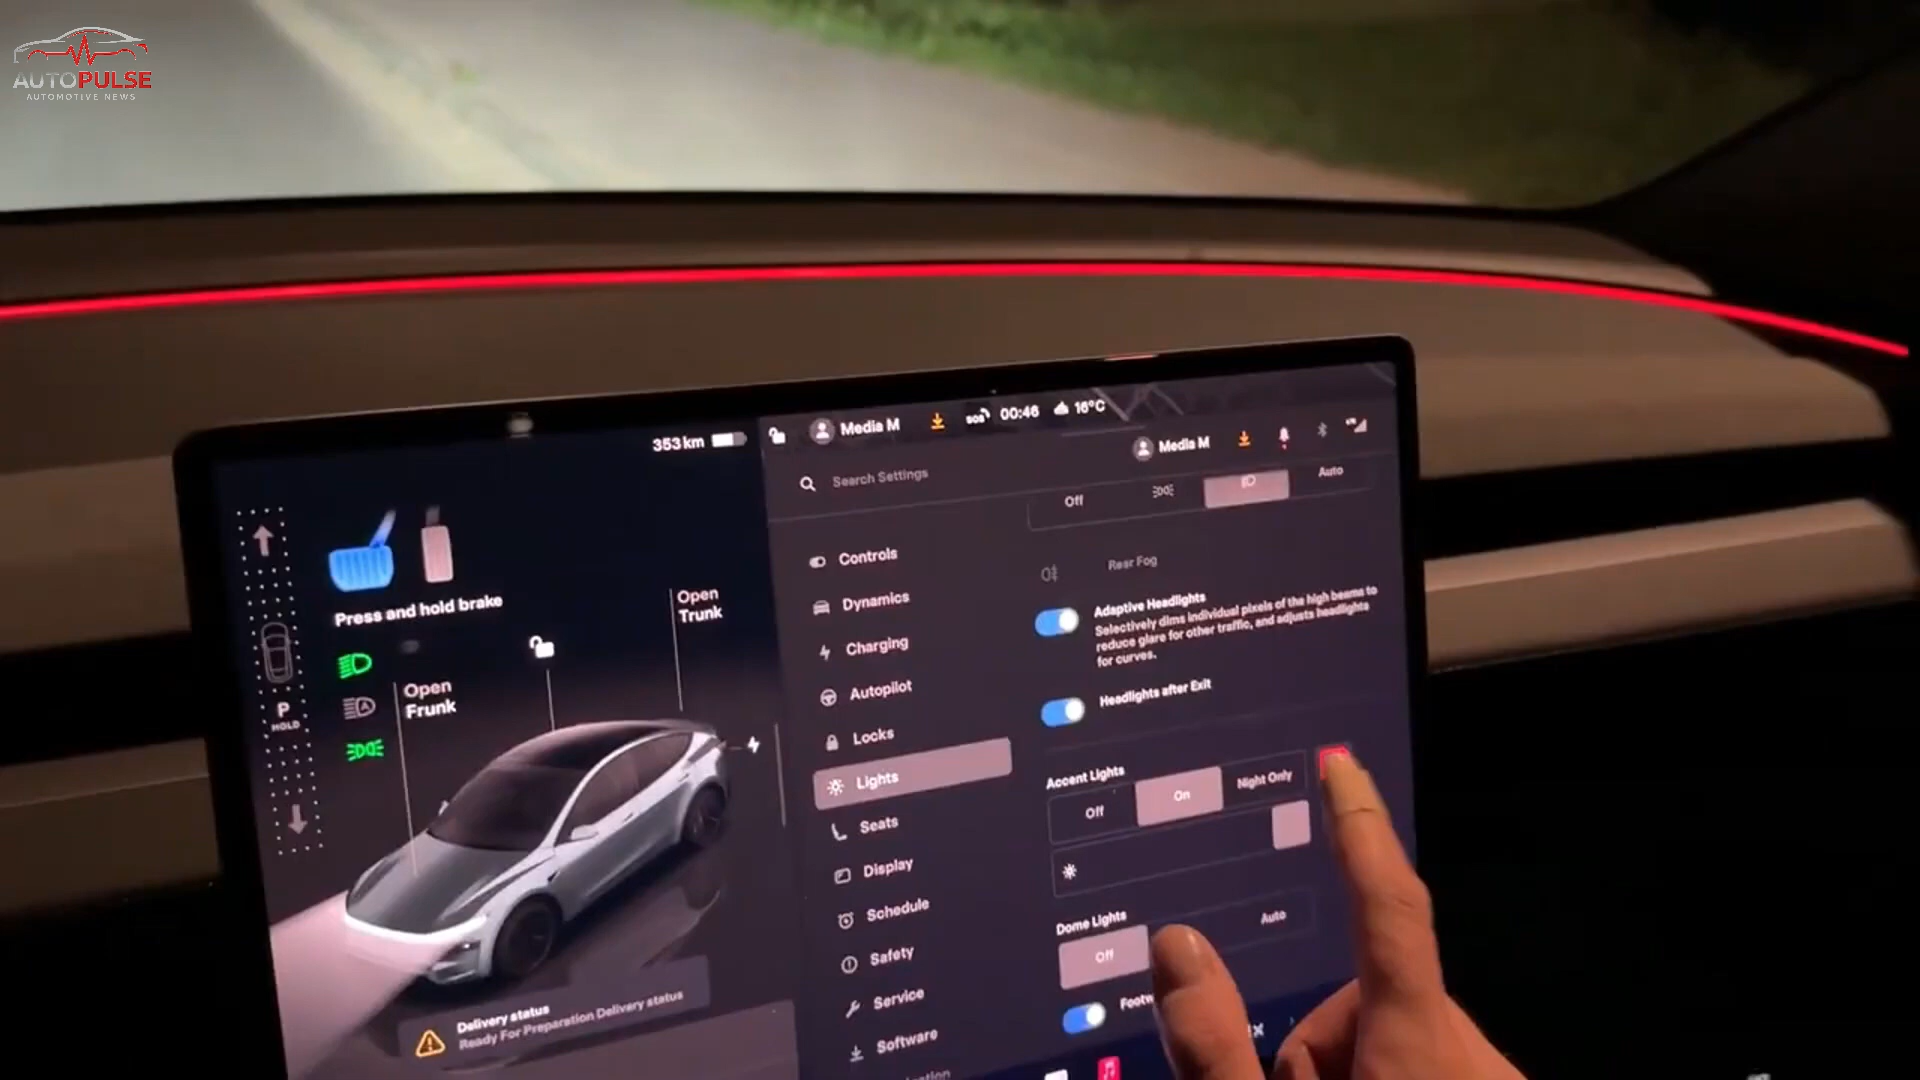 AUTOPULSE
AUTOMOTIVE NEWS
353 km
Media M
SOS
00:46
16°C
Media M
Search Settings
Off
Auto
Press and hold brake
Open
Trunk
Open
Frunk
P
HOLD
Controls
Dynamics
Charging
Autopilot
Locks
Lights
Seats
Display
Schedule
Safety
Service
Software
Rear Fog
Adaptive Headlights
Selectively dims individual pixels of the high beams to
reduce glare for other traffic, and adjusts headlights
for curves.
Headlights after Exit
Accent Lights
Off
On
Night Only
Dome Lights
Off
Auto
Delivery status
Ready For Preparation Delivery status